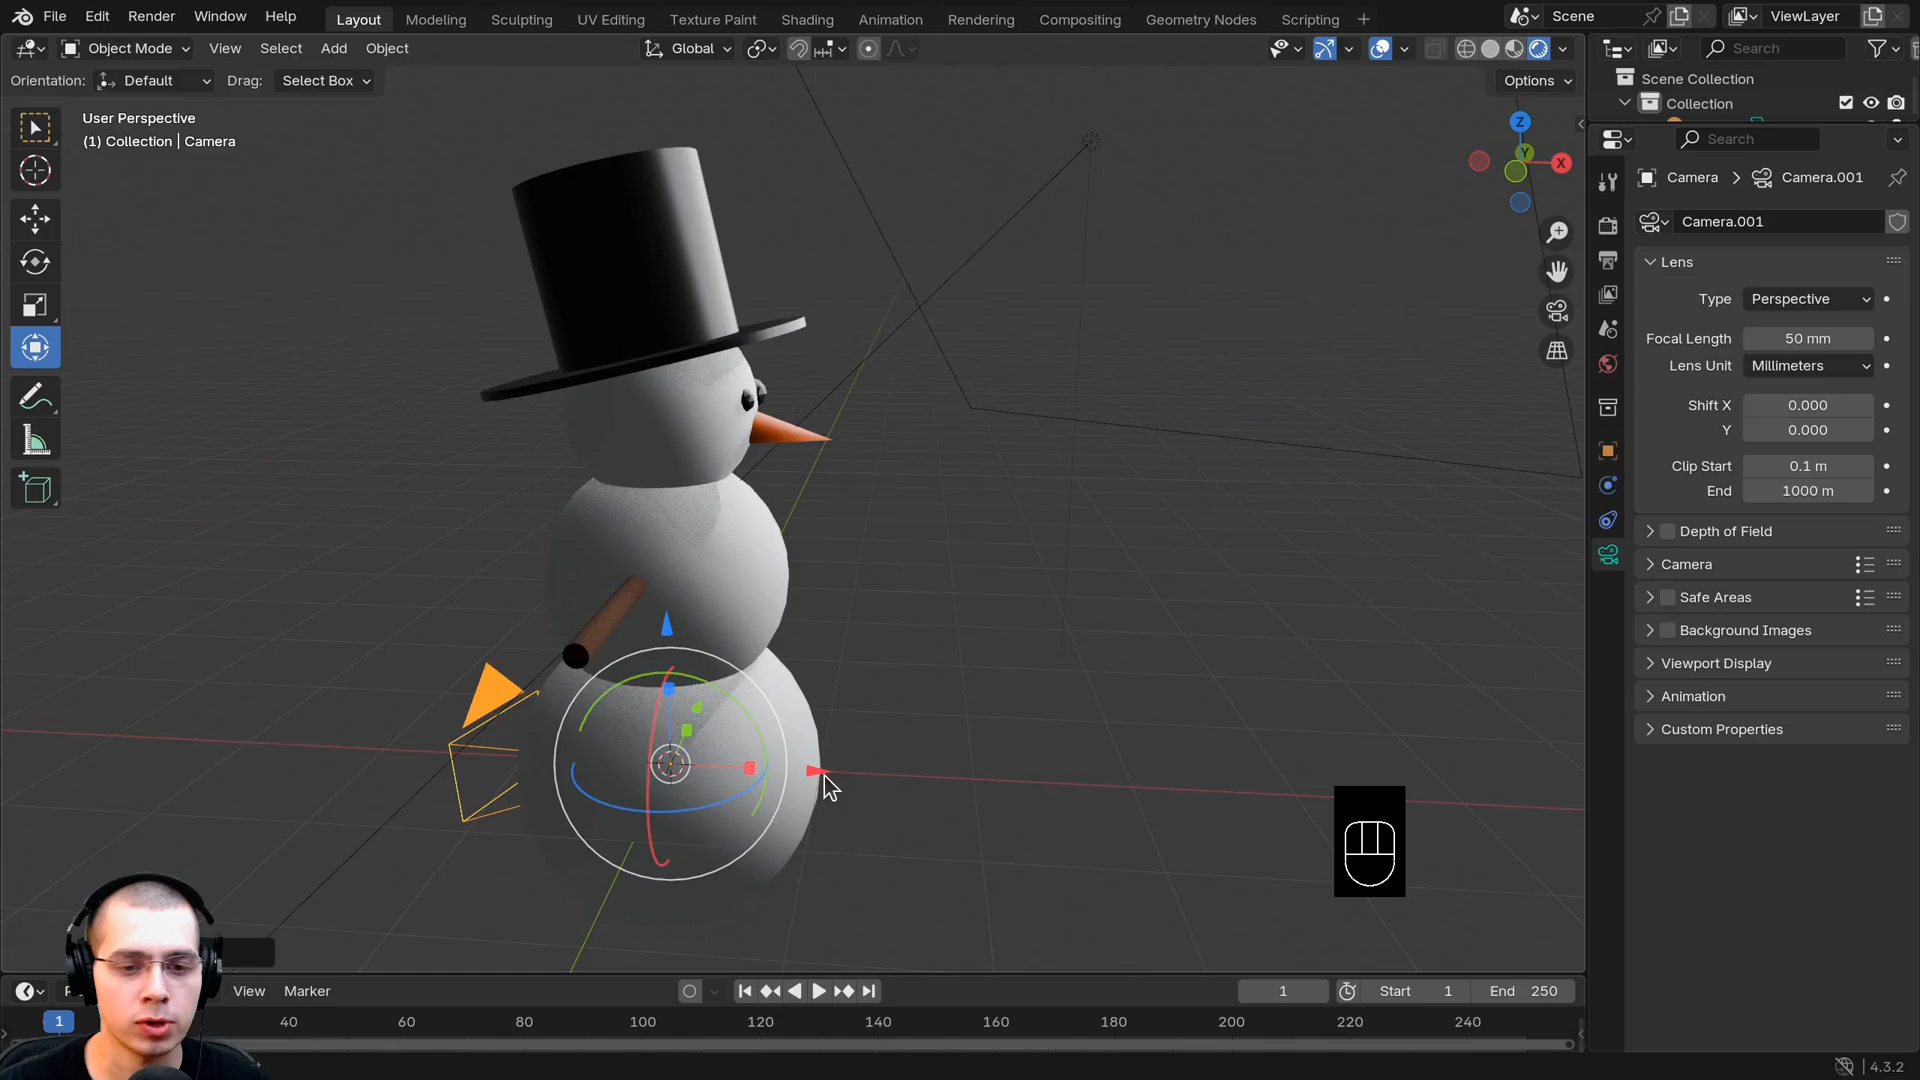 File Edit Render Window Help Layout Modeling Sculpting UV Editing Texture Paint Shading Animation Rendering Compositing Geometry Nodes Scripting Scene ViewLayer
Object Mode View Select Add Object Global Search
Orientation: Default Drag: Select Box Options Scene Collection
Collection
User Perspective
(1) Collection | Camera
Z
Y
X
Search
Camera Camera.001
Camera.001
Lens
Type Perspective
Focal Length 50 mm
Lens Unit Millimeters
Shift X 0.000
Y 0.000
Clip Start 0.1 m
End 1000 m
Depth of Field
Camera
Safe Areas
Background Images
Viewport Display
Animation
Custom Properties
View Marker 1 Start 1 End 250
1 40 60 80 100 120 140 160 180 200 220 240
4.3.2